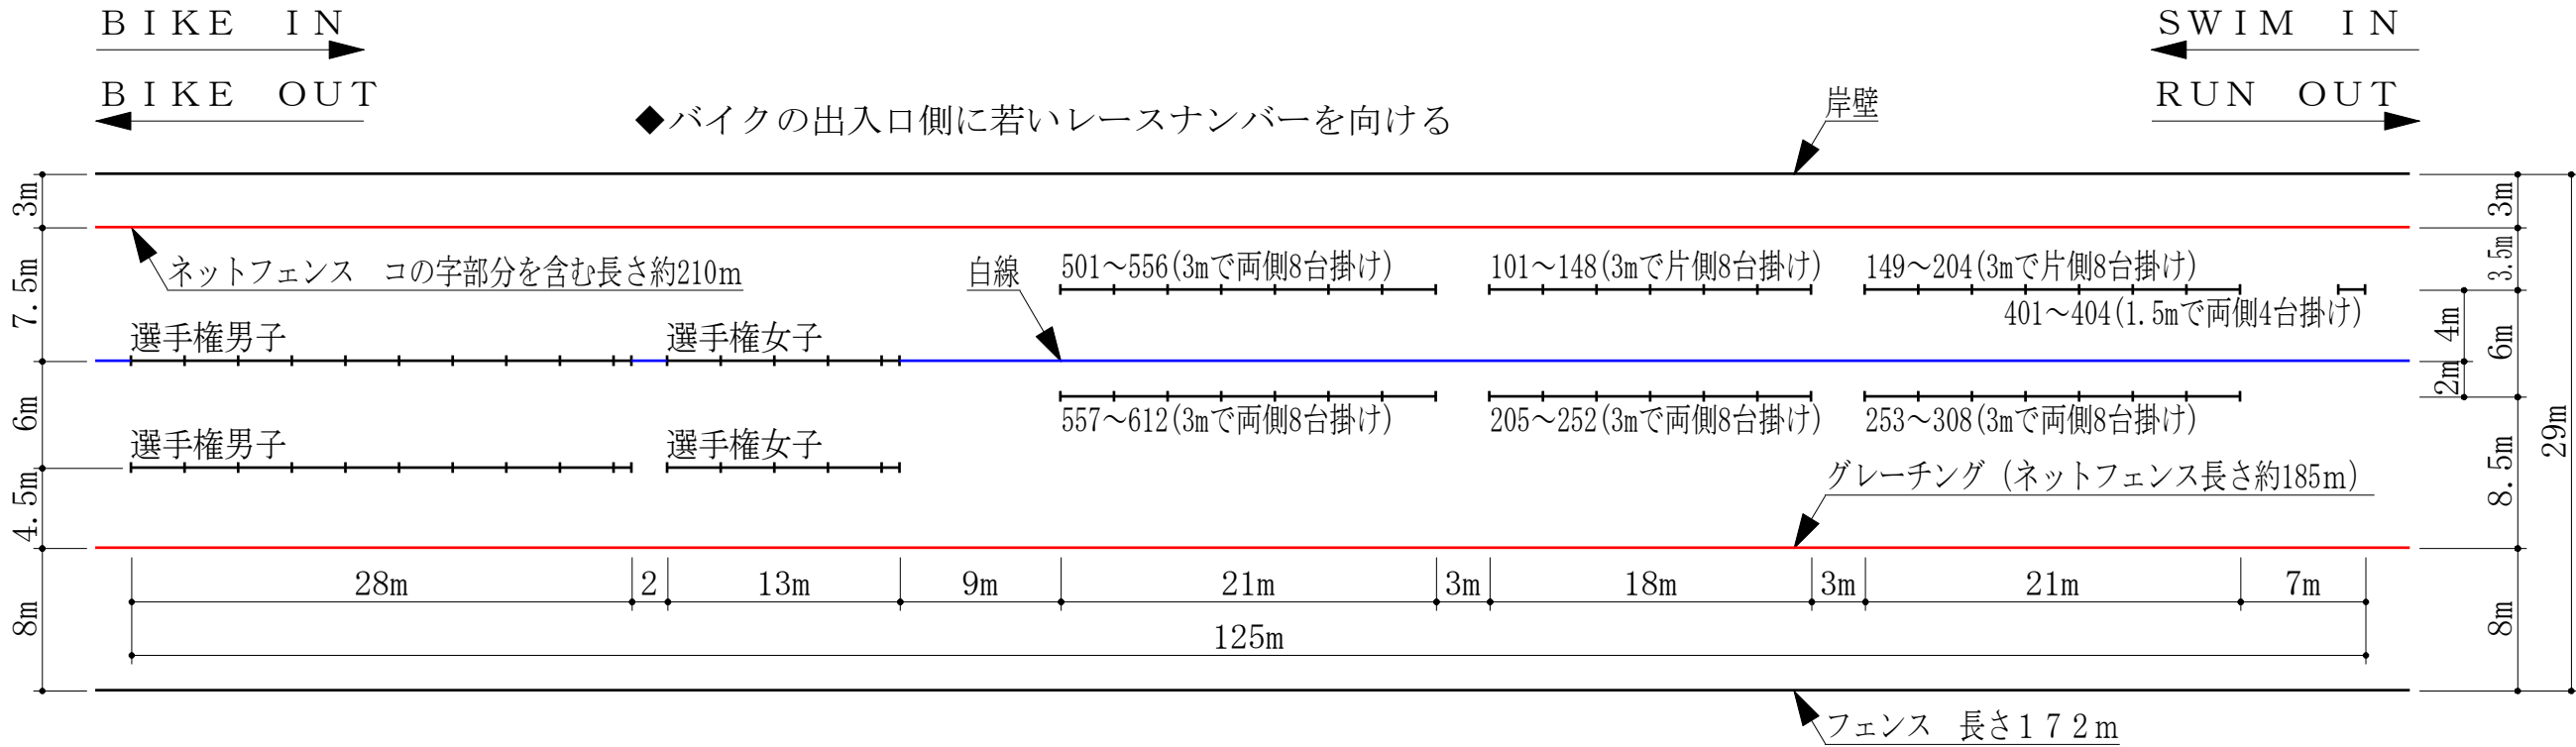 ＢＩＫＥ　ＩＮ
ＳＷＩＭ　ＩＮ
ＢＩＫＥ　ＯＵＴ
ＲＵＮ　ＯＵＴ
◆バイクの出入口側に若いレースナンバーを向ける
岸壁
3m
7.5m
6m
4.5m
8m
ネットフェンス　コの字部分を含む長さ約210m
白線
501～556(3mで両側8台掛け)
101～148(3mで片側8台掛け)
149～204(3mで片側8台掛け)
401～404(1.5mで両側4台掛け)
選手権男子
選手権女子
557～612(3mで両側8台掛け)
205～252(3mで両側8台掛け)
253～308(3mで両側8台掛け)
選手権男子
選手権女子
グレーチング（ネットフェンス長さ約185m）
3m
3.5m
4m
6m
2m
8.5m
8m
29m
28m
2
13m
9m
21m
3m
18m
3m
21m
7m
125m
フェンス　長さ１７２m